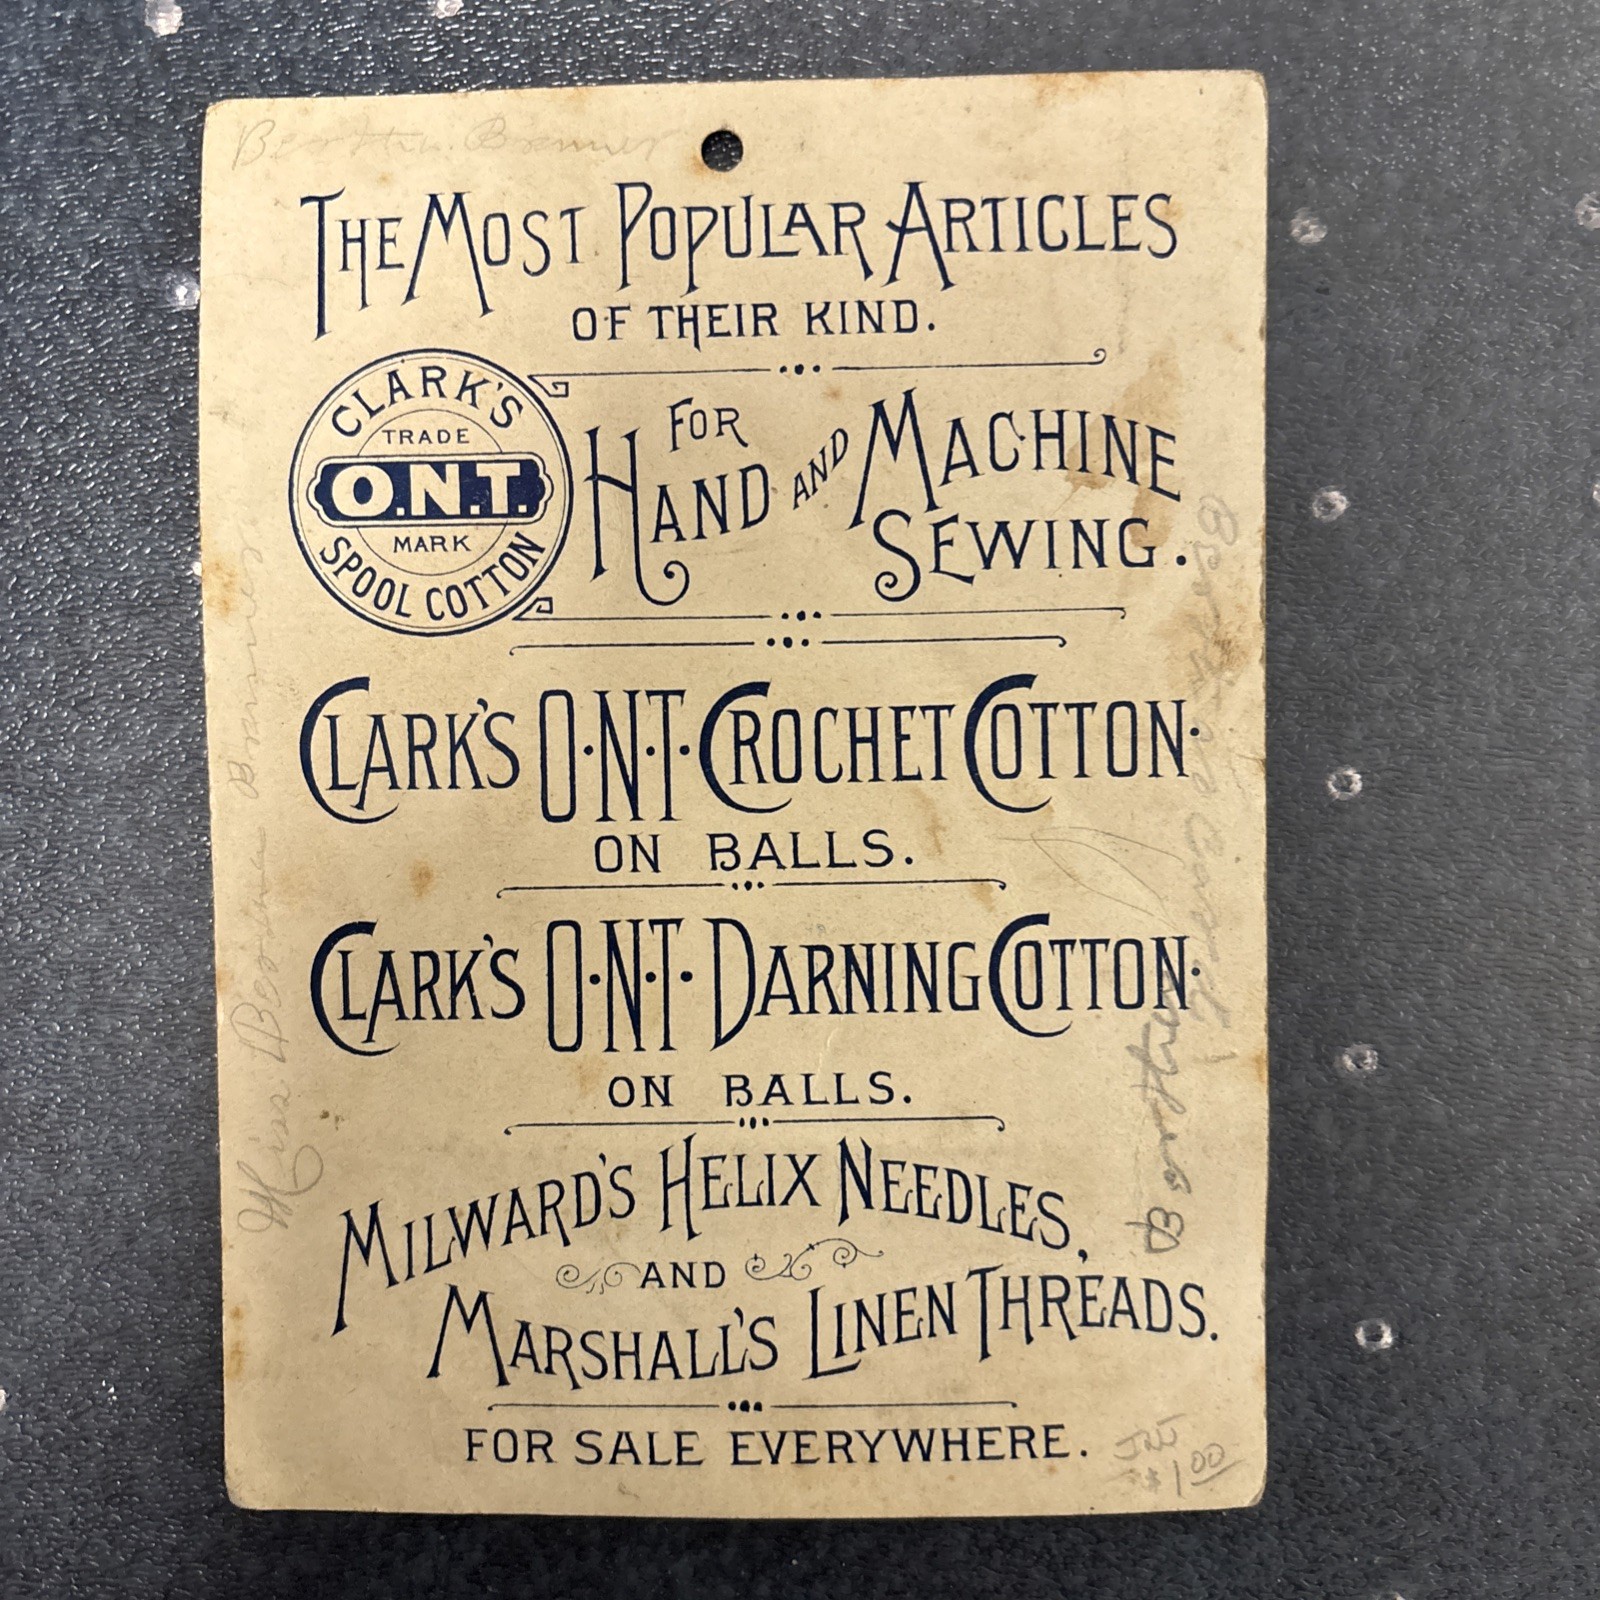 THE MOST POPULAR ARTICLES
OF THEIR KIND.
CLARK'S
TRADE
O.N.T.
MARK
SPOOL COTTON
FOR
HAND AND MACHINE
SEWING.
CLARK'S O·N·T· CROCHET COTTON·
ON BALLS.
CLARK'S O·N·T· DARNING COTTON·
ON BALLS.
MILWARD'S HELIX NEEDLES,
AND
MARSHALL'S LINEN THREADS.
FOR SALE EVERYWHERE.
Miss Bertha
1.00